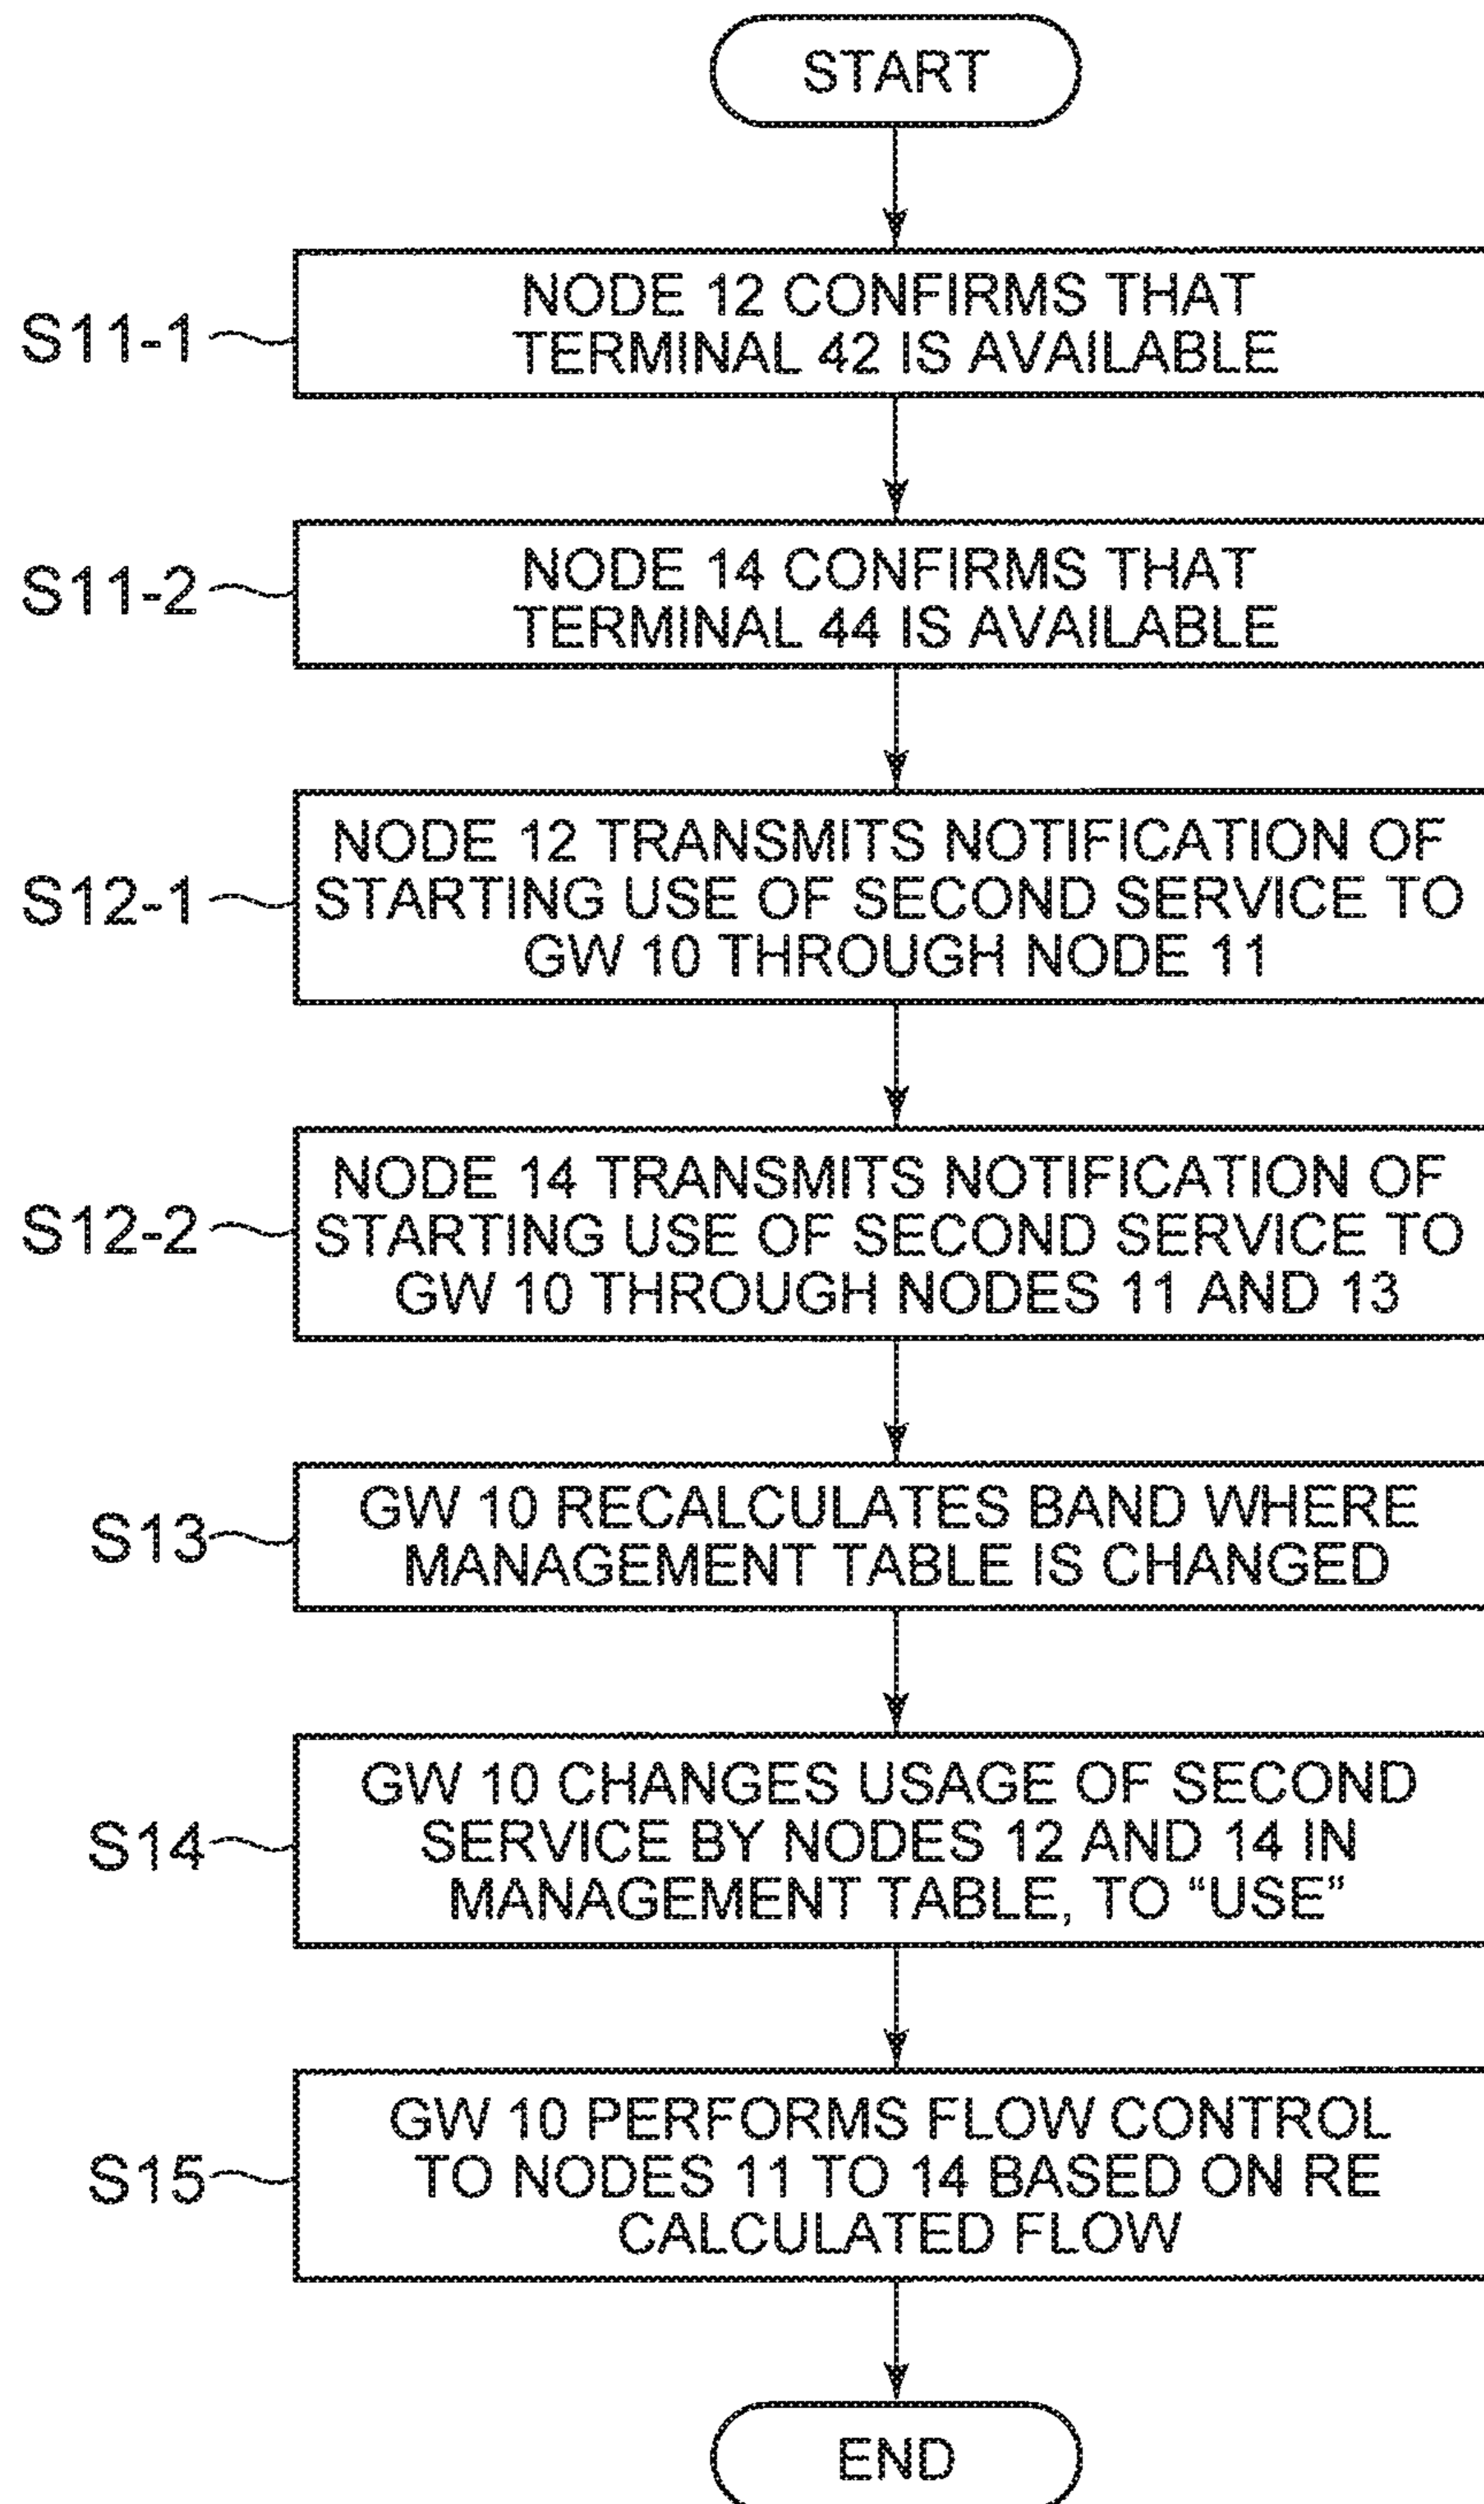 START
S11-1
NODE 12 CONFIRMS THAT
TERMINAL 42 IS AVAILABLE
S11-2
NODE 14 CONFIRMS THAT
TERMINAL 44 IS AVAILABLE
S12-1
NODE 12 TRANSMITS NOTIFICATION OF
STARTING USE OF SECOND SERVICE TO
GW 10 THROUGH NODE 11
S12-2
NODE 14 TRANSMITS NOTIFICATION OF
STARTING USE OF SECOND SERVICE TO
GW 10 THROUGH NODES 11 AND 13
S13
GW 10 RECALCULATES BAND WHERE
MANAGEMENT TABLE IS CHANGED
S14
GW 10 CHANGES USAGE OF SECOND
SERVICE BY NODES 12 AND 14 IN
MANAGEMENT TABLE, TO “USE”
S15
GW 10 PERFORMS FLOW CONTROL
TO NODES 11 TO 14 BASED ON RE
CALCULATED FLOW
END